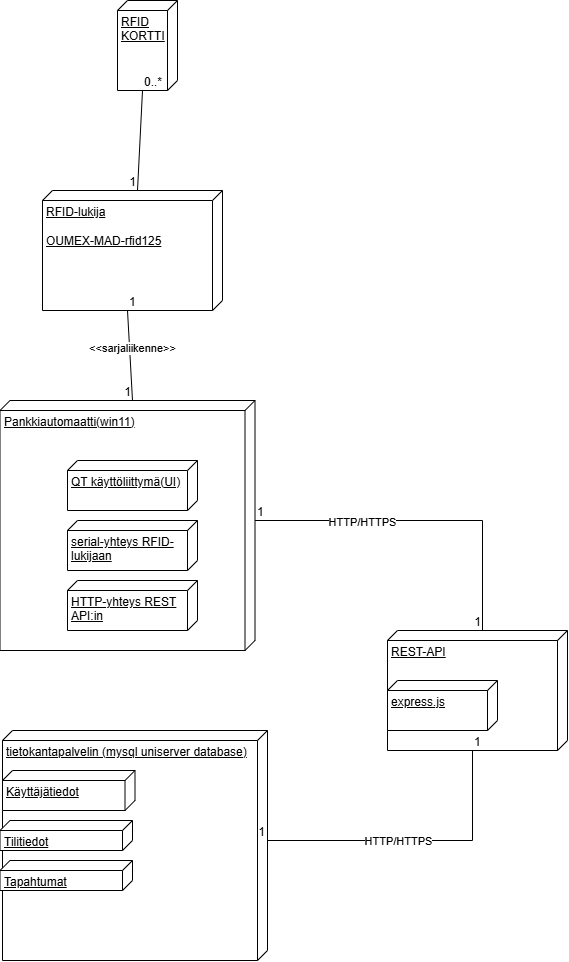 RFID
KORTTI
0..*
1
RFID-lukija
OUMEX-MAD-rfid125
1
<<sarjaliikenne>>
1
Pankkiautomaatti(win11)
QT käyttöliittymä(UI)
serial-yhteys RFID-
lukijaan
HTTP-yhteys REST
API:in
1
HTTP/HTTPS
1
REST-API
express.js
1
HTTP/HTTPS
1
tietokantapalvelin (mysql uniserver database)
Käyttäjätiedot
Tilitiedot
Tapahtumat